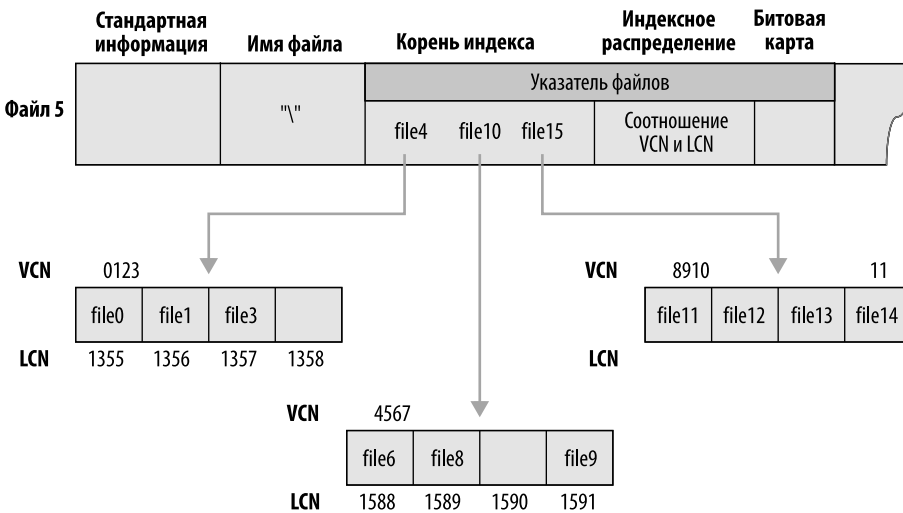 Стандартная информация
Имя файла
Корень индекса
Индексное распределение
Битовая карта
Файл 5
"\"
Указатель файлов
file4 file10 file15
Соотношение VCN и LCN
VCN 0123
file0 file1 file3
LCN 1355 1356 1357 1358
VCN 8910 11
file11 file12 file13 file14
LCN
VCN 4567
file6 file8 file9
LCN 1588 1589 1590 1591